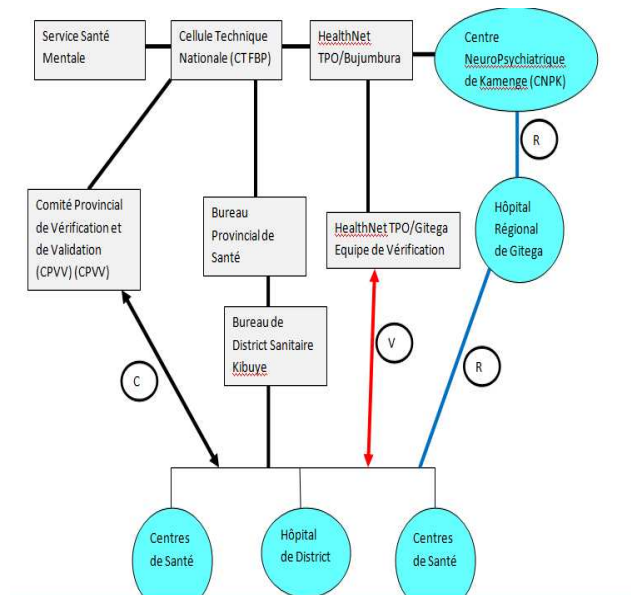 Service Santé
Mentale
Cellule Technique
Nationale (CTFBP)
HealthNet
TPO/Bujumbura
Centre
NeuroPsychiatrique
de Kamenge (CNPK)
R
Comité Provincial
de Vérification et
de Validation
(CPVV) (CPVV)
Bureau
Provincial de
Santé
HealthNet TPO/Gitega
Equipe de Vérification
Hôpital
Régional
de Gitega
Bureau de
District Sanitaire
Kibuye
C
V
R
Centres
de Santé
Hôpital
de District
Centres
de Santé